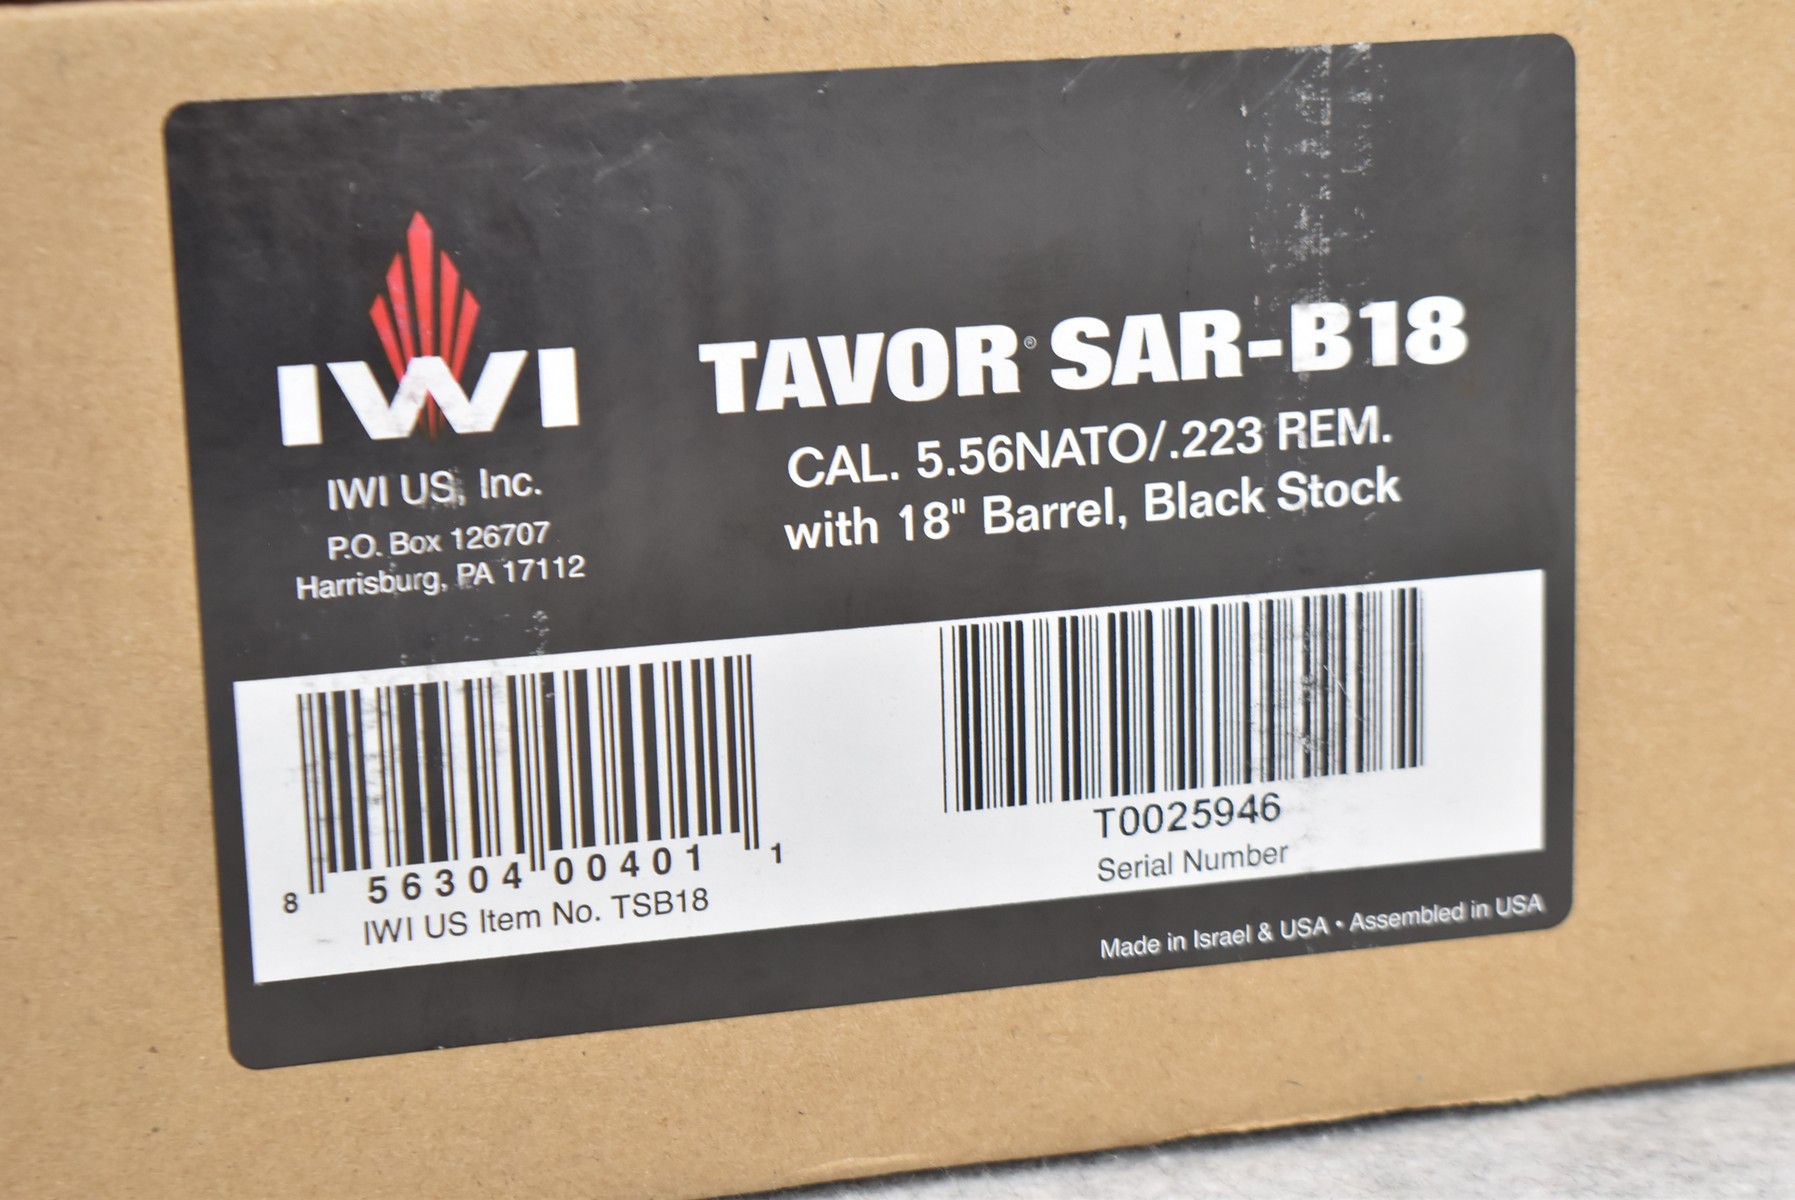 IWI
IWI US, Inc.
P.O. Box 126707
Harrisburg, PA 17112
TAVOR® SAR-B18
CAL. 5.56NATO/.223 REM.
with 18" Barrel, Black Stock
8 56304 00401 1
IWI US Item No. TSB18
T0025946
Serial Number
Made in Israel & USA • Assembled in USA